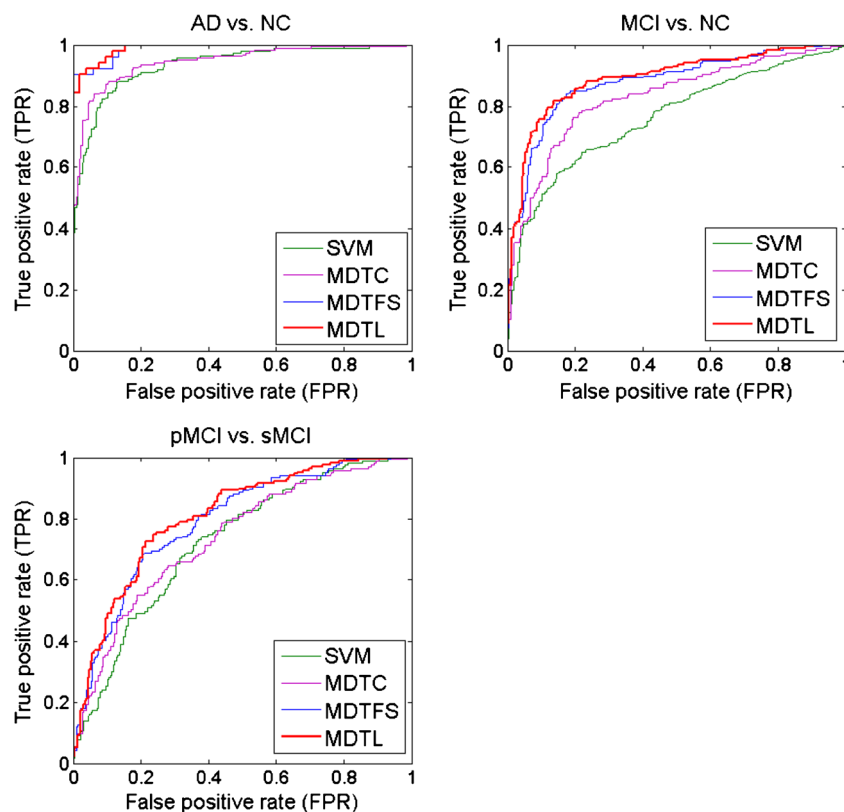 AD vs. NC
1
0.8
0.6
0.4
0.2
0
0 0.2 0.4 0.6 0.8 1
True positive rate (TPR)
False positive rate (FPR)
SVM
MDTC
MDTFS
MDTL
MCI vs. NC
1
0.8
0.6
0.4
0.2
0
0 0.2 0.4 0.6 0.8 1
True positive rate (TPR)
False positive rate (FPR)
SVM
MDTC
MDTFS
MDTL
pMCI vs. sMCI
1
0.8
0.6
0.4
0.2
0
0 0.2 0.4 0.6 0.8 1
True positive rate (TPR)
False positive rate (FPR)
SVM
MDTC
MDTFS
MDTL